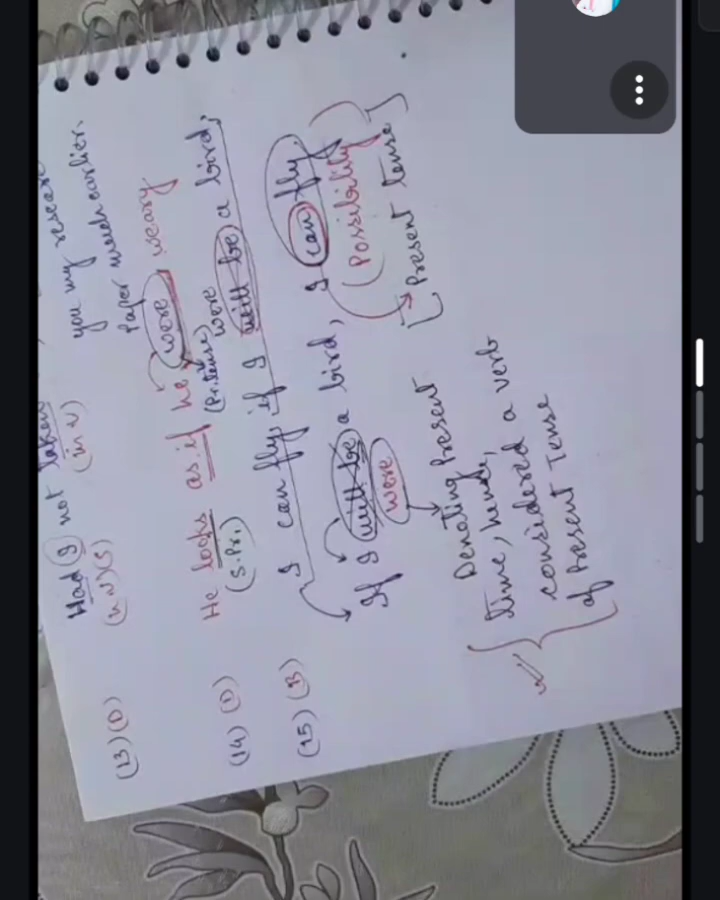 you my resear
Had I not taken
Paper much earlier.
(13) (D) (H.V) (S) (in V)
(14) (D) He looks as if he were weary
(S.Pr.) (Pr.tense) were
(15) (B) I can fly, if I will be a bird,
If I will be a bird, I can fly.
were (Possibility)
Denoting Present [Present tense]
time, hence,
considered a verb
of Present Tense